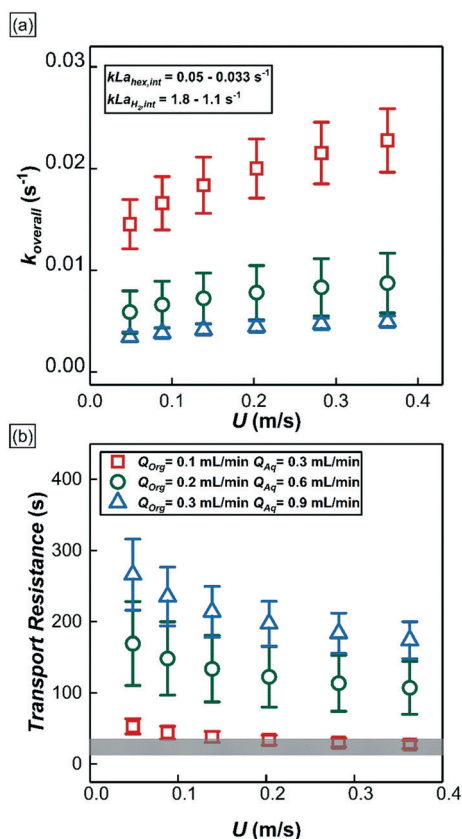 (a)
0.03
0.02
0.01
0.00
k_overall (s⁻¹)
kLa_hex,int = 0.05 - 0.033 s⁻¹
kLa_H₂,int = 1.8 - 1.1 s⁻¹
0.0 0.1 0.2 0.3 0.4
U (m/s)
(b)
400
300
200
100
0
Transport Resistance (s)
Q_Org= 0.1 mL/min Q_Aq= 0.3 mL/min
Q_Org= 0.2 mL/min Q_Aq= 0.6 mL/min
Q_Org= 0.3 mL/min Q_Aq= 0.9 mL/min
0.0 0.1 0.2 0.3 0.4
U (m/s)